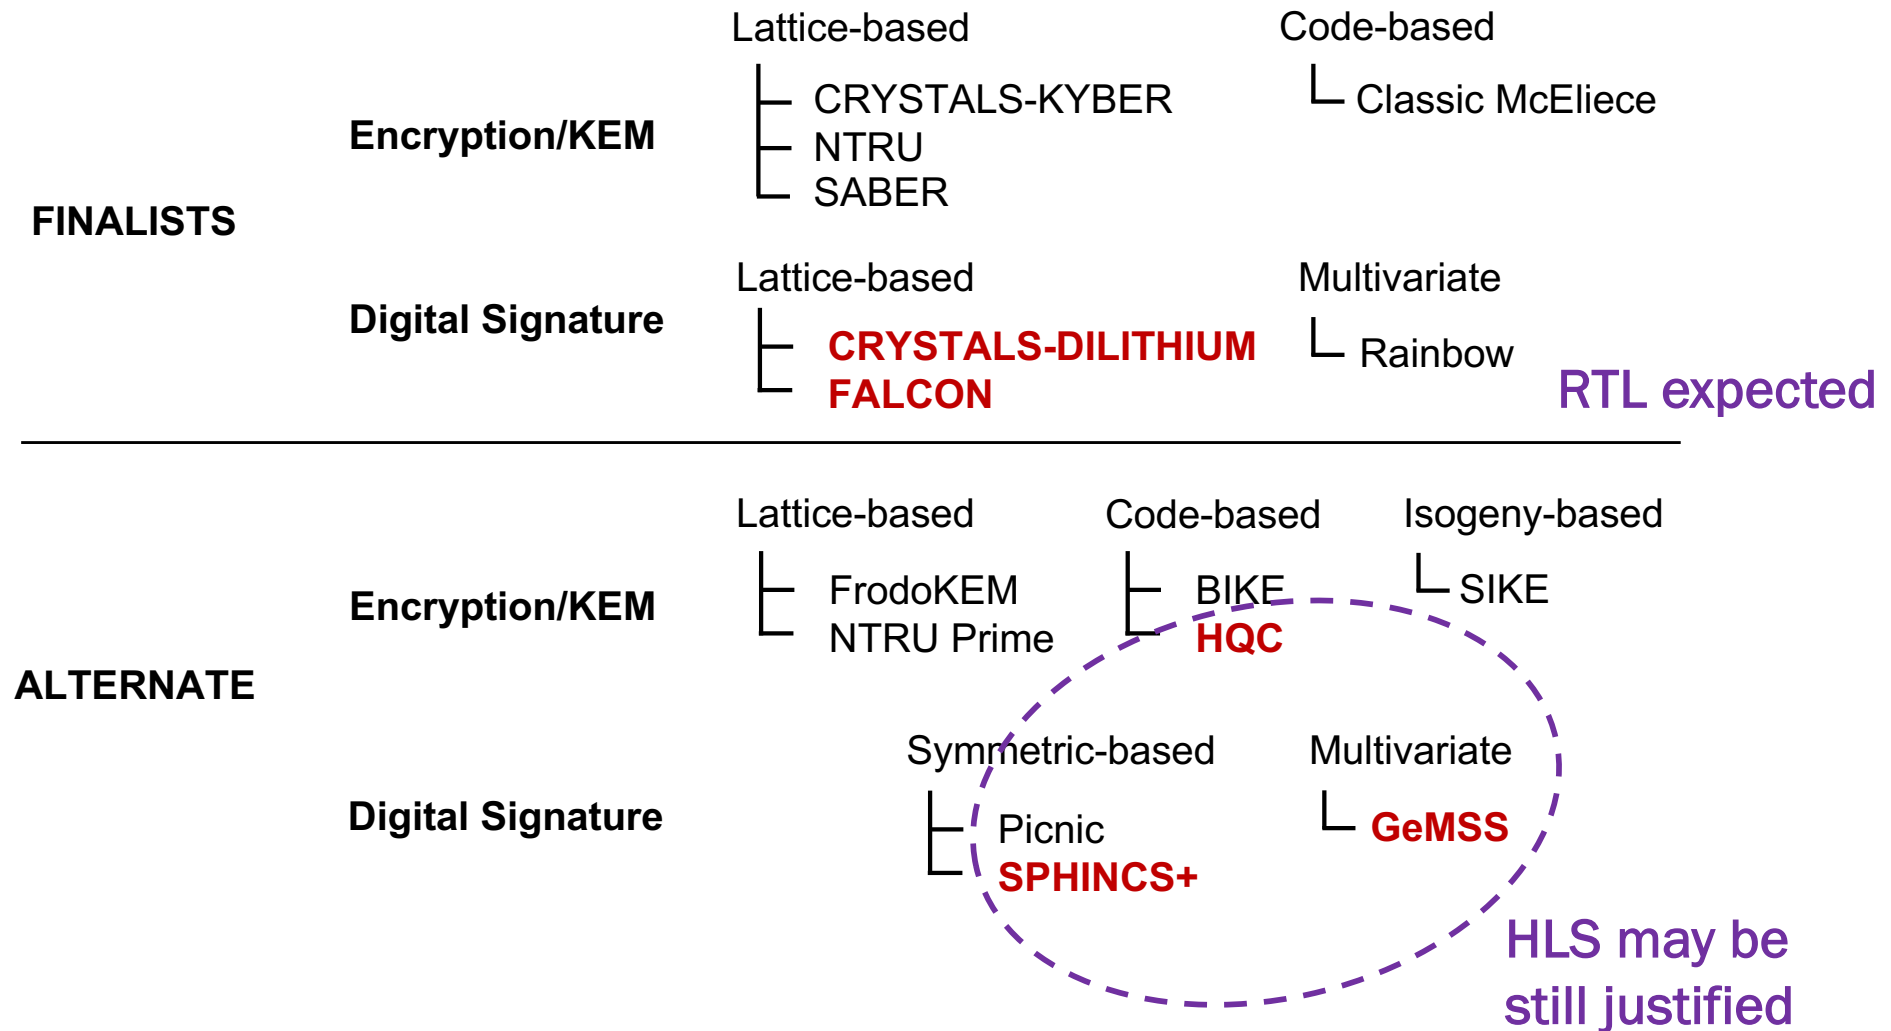 Lattice-based
Code-based
Encryption/KEM
CRYSTALS-KYBER
NTRU
SABER
Classic McEliece
FINALISTS
Lattice-based
Multivariate
Digital Signature
CRYSTALS-DILITHIUM
FALCON
Rainbow
RTL expected
Lattice-based
Code-based
Isogeny-based
Encryption/KEM
FrodoKEM
NTRU Prime
BIKE
HQC
SIKE
ALTERNATE
Symmetric-based
Multivariate
Digital Signature
Picnic
SPHINCS+
GeMSS
HLS may be
still justified